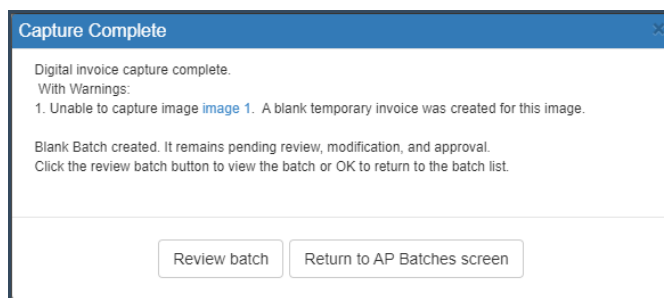 Capture Complete
Digital invoice capture complete.
With Warnings:
1. Unable to capture image image 1. A blank temporary invoice was created for this image.
Blank Batch created. It remains pending review, modification, and approval.
Click the review batch button to view the batch or OK to return to the batch list.
Review batch
Return to AP Batches screen